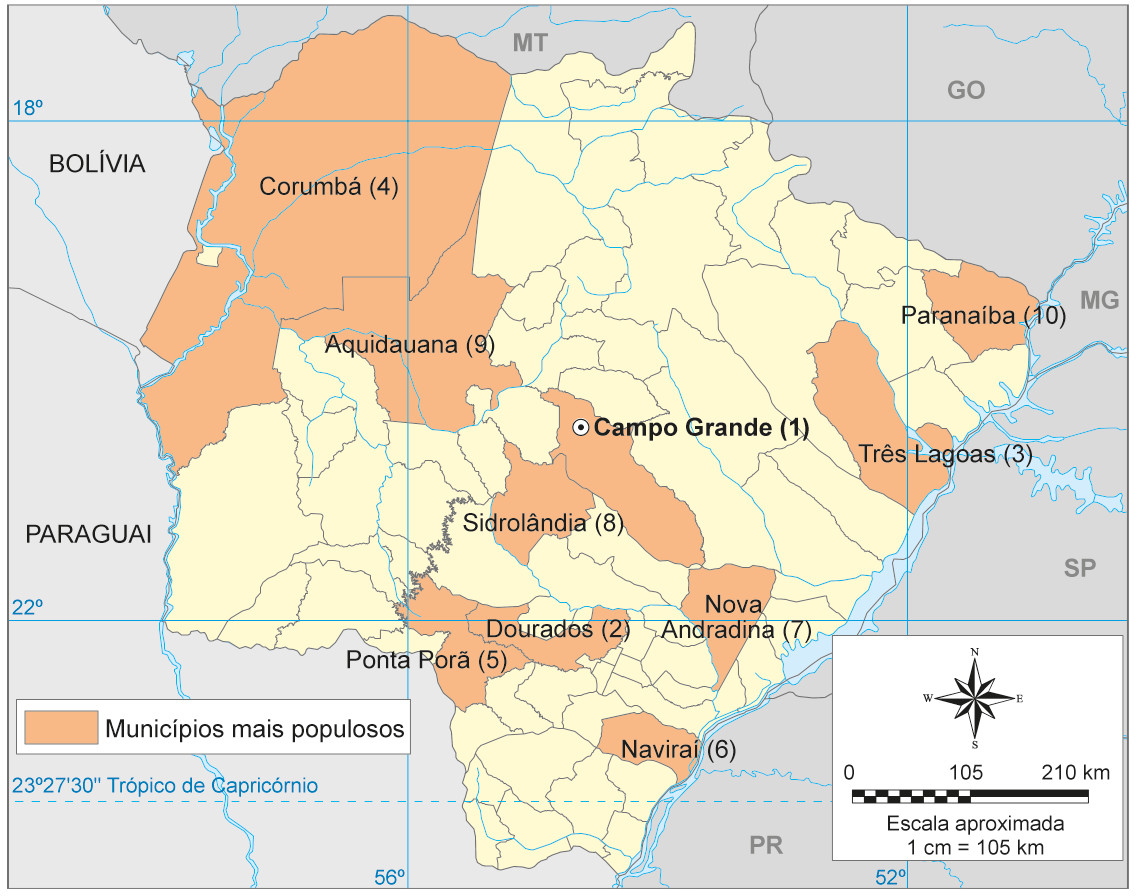 MT
GO
18º
BOLÍVIA
Corumbá (4)
MG
Paranaíba (10)
Aquidauana (9)
Campo Grande (1)
Três Lagoas (3)
PARAGUAI
Sidrolândia (8)
SP
22º
Nova
Andradina (7)
Dourados (2)
Ponta Porã (5)
Municípios mais populosos
Naviraí (6)
23º27'30" Trópico de Capricórnio
N
W
E
S
0 105 210 km
Escala aproximada
1 cm = 105 km
PR
56º
52º